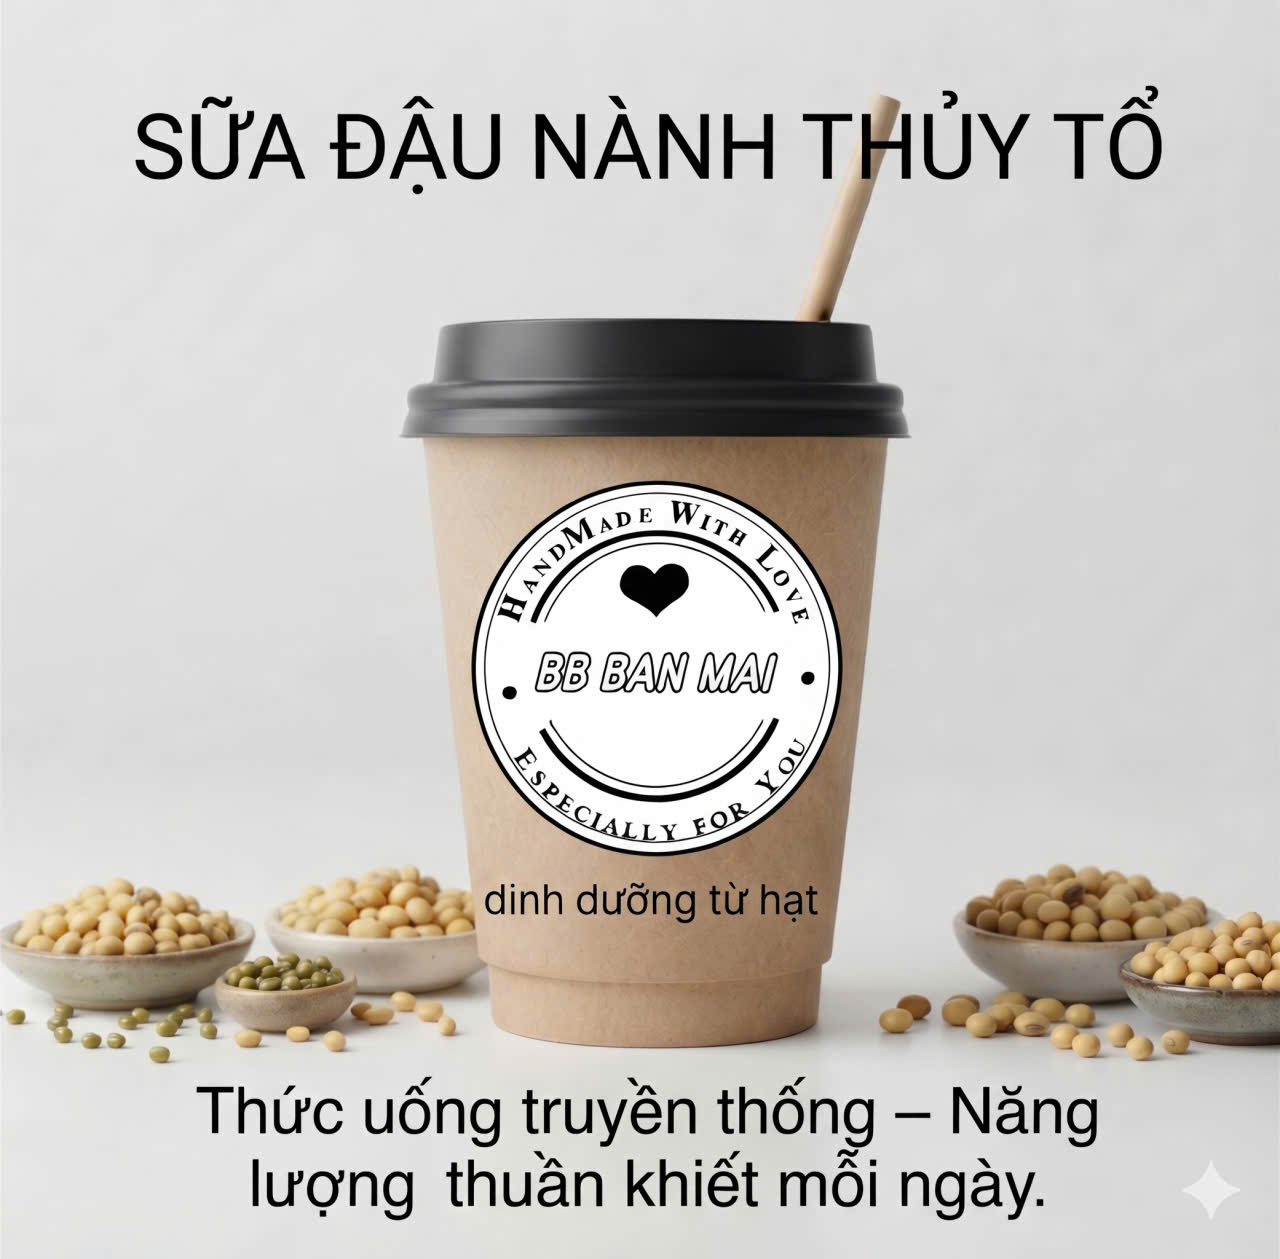 SỮA ĐẬU NÀNH THỦY TỔ
HANDMADE WITH LOVE
BB BAN MAI
ESPECIALLY FOR YOU
dinh dưỡng từ hạt
Thức uống truyền thống – Năng
lượng thuần khiết mỗi ngày.